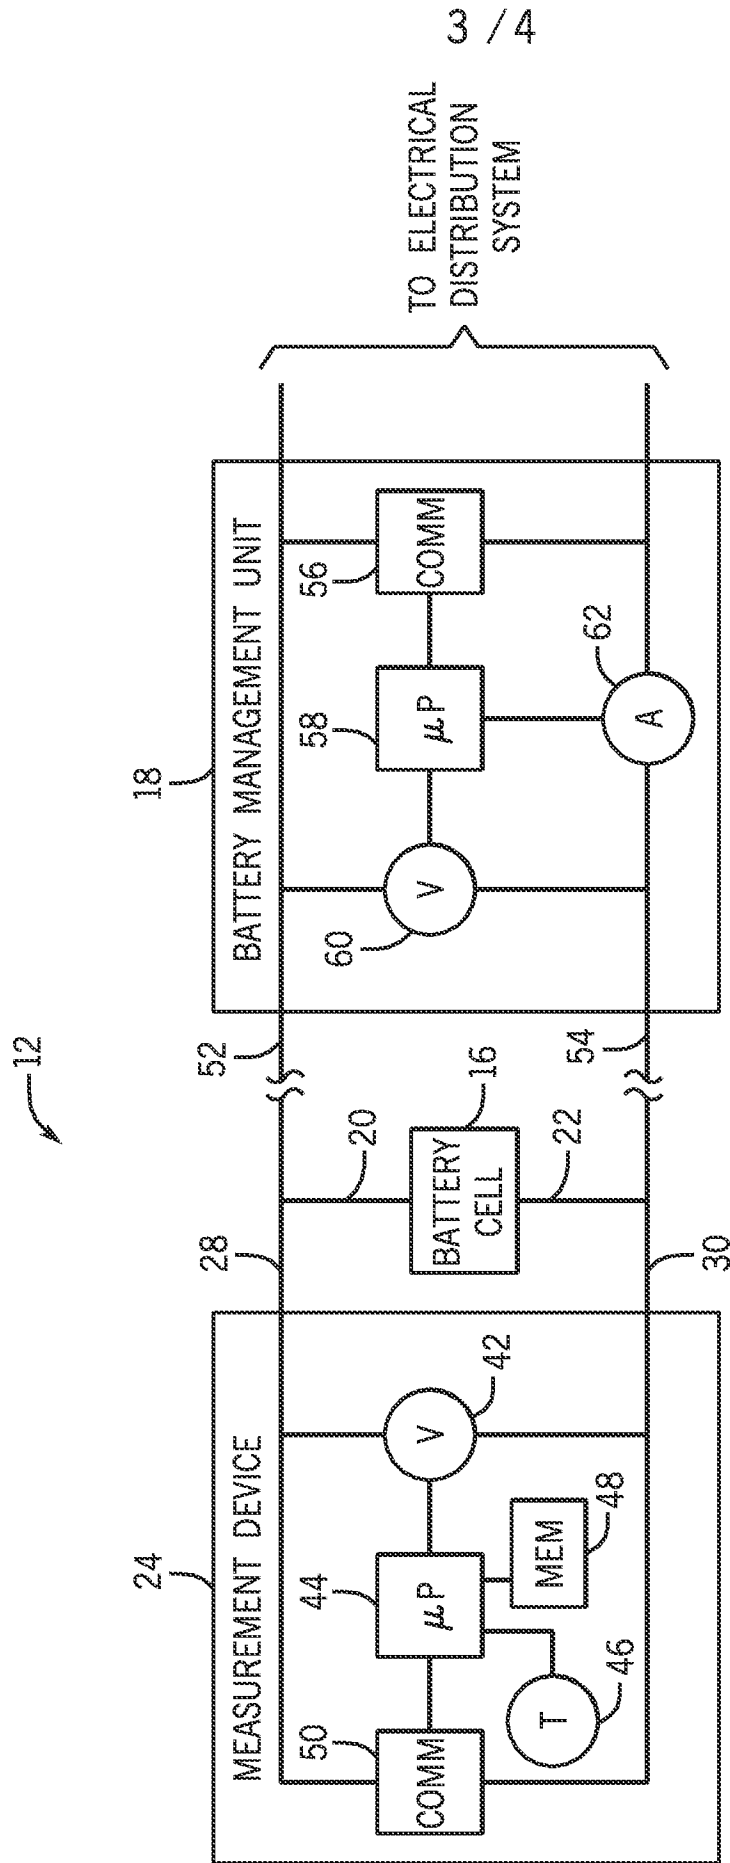 3 / 4
12
24
MEASUREMENT DEVICE
50
COMM
44
μP
T
46
MEM
48
V
42
28
30
20
BATTERY
CELL
16
22
52
54
18
BATTERY MANAGEMENT UNIT
60
V
58
μP
56
COMM
A
62
TO ELECTRICAL
DISTRIBUTION
SYSTEM